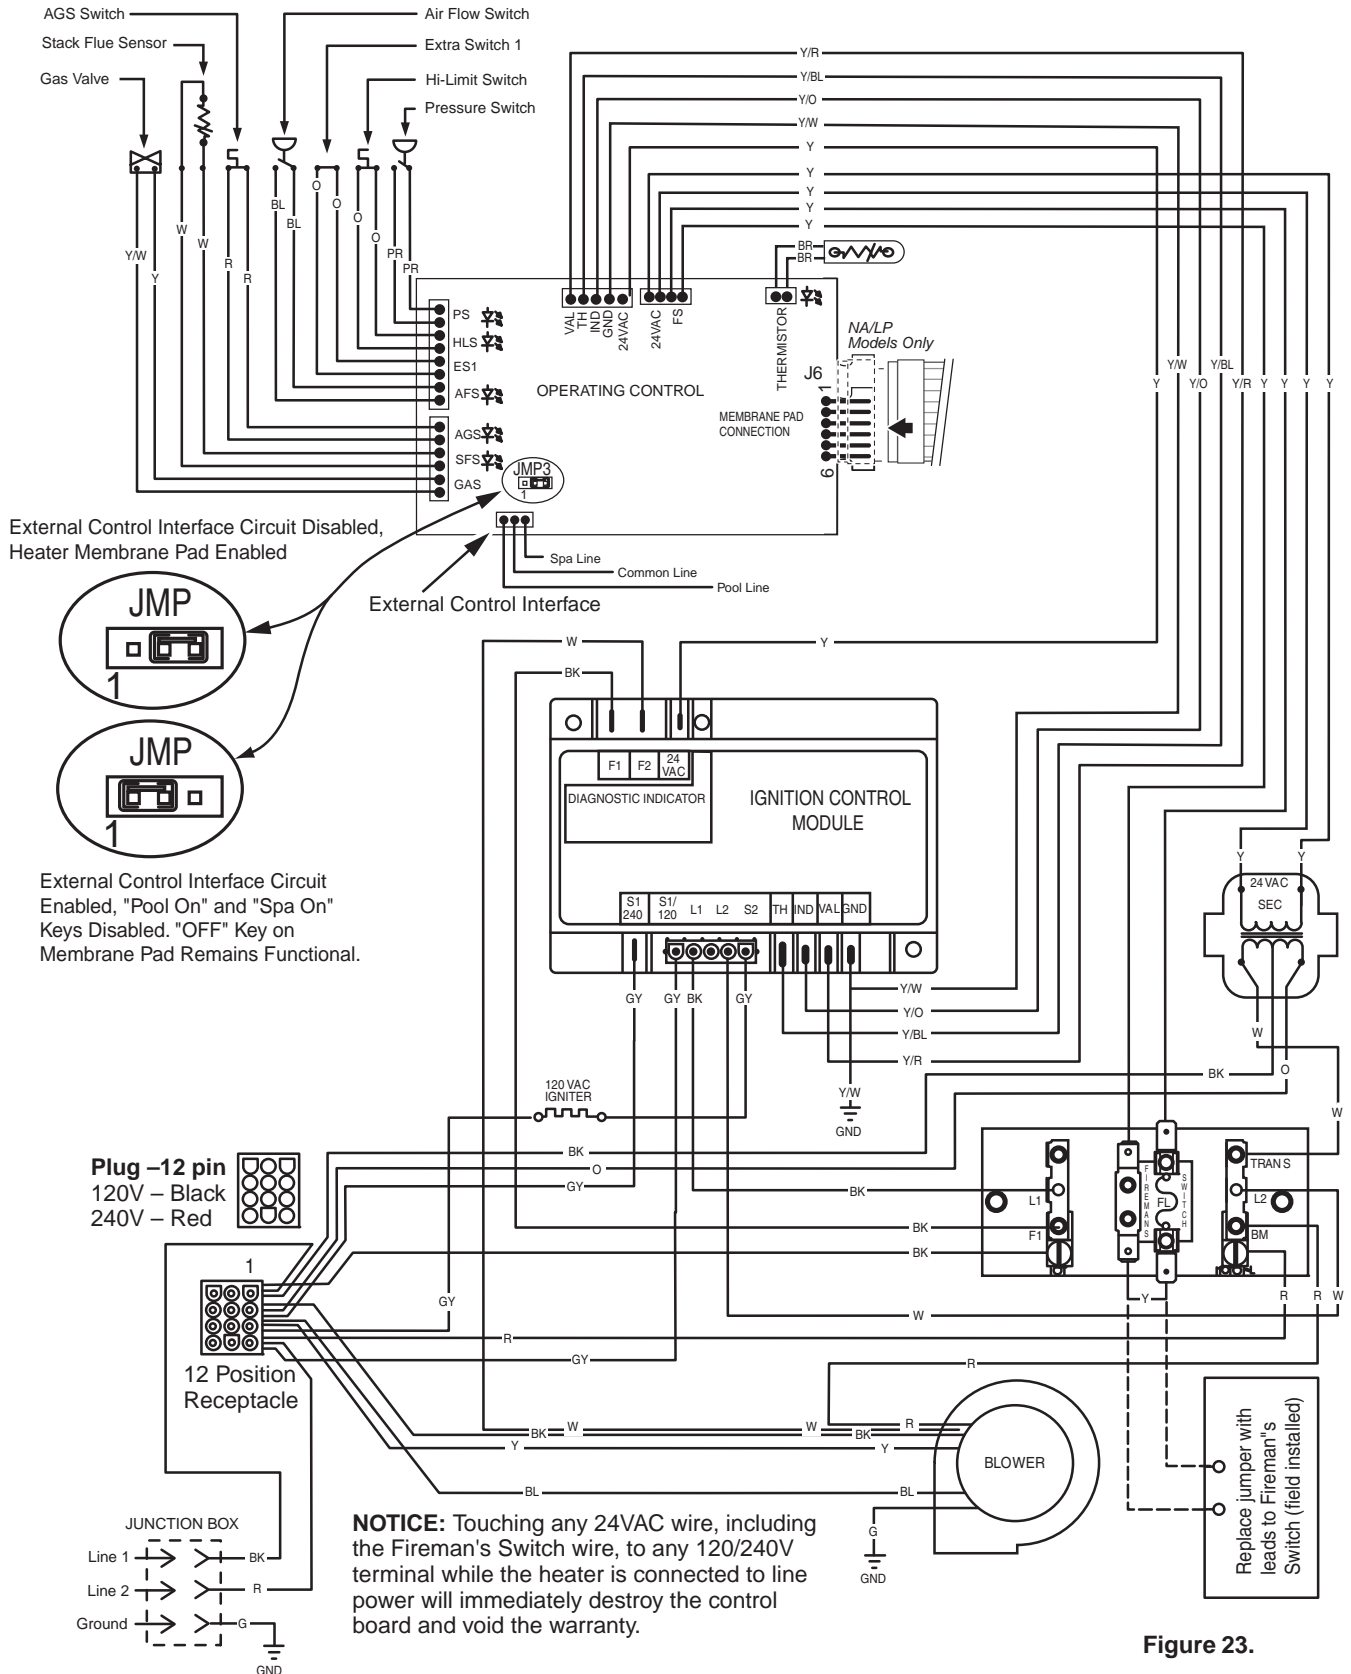 AGS Switch
Air Flow Switch
Stack Flue Sensor
Extra Switch 1
Gas Valve
Hi-Limit Switch
Pressure Switch
Y/R
Y/BL
Y/O
Y/W
Y
Y
Y
Y
Y
O
O
BL
BL
O
O
W
W
PR
PR
Y/W
Y
R
R
BR
BR
PS
HLS
ES1
AFS
AGS
SFS
GAS
VAL
TH
IND
GND
24VAC
24VAC
FS
THERMISTOR
NA/LP
Models Only
J6
1
6
OPERATING CONTROL
MEMBRANE PAD
CONNECTION
JMP3
1
Y/W
Y/BL
Y
Y/O
Y/R
Y
Y
Y
Y
External Control Interface Circuit Disabled,
Heater Membrane Pad Enabled
Spa Line
Common Line
Pool Line
External Control Interface
JMP
1
JMP
1
External Control Interface Circuit
Enabled, "Pool On" and "Spa On"
Keys Disabled. "OFF" Key on
Membrane Pad Remains Functional.
W
Y
BK
F1
F2
24
VAC
DIAGNOSTIC INDICATOR
IGNITION CONTROL
MODULE
S1
240
S1/
120
L1
L2
S2
TH
IND
VAL
GND
GY
GY
BK
GY
Y/W
Y/O
Y/BL
Y/R
Y/W
GND
Y
Y
24 VAC
SEC
W
BK
O
W
120 VAC
IGNITER
BK
O
GY
BK
BK
BK
Plug –12 pin
120V – Black
240V – Red
1
12 Position
Receptacle
L1
F1
FIREMANS
FL
SWITCH
TRANS
L2
BM
Y
R
R
W
GY
W
R
GY
R
W
BK
Y
W
BK
Y
R
BL
BL
BLOWER
G
GND
Replace jumper with
leads to Fireman"s
Switch (field installed)
JUNCTION BOX
Line 1
BK
Line 2
R
Ground
G
GND
NOTICE: Touching any 24VAC wire, including
the Fireman's Switch wire, to any 120/240V
terminal while the heater is connected to line
power will immediately destroy the control
board and void the warranty.
Figure 23.